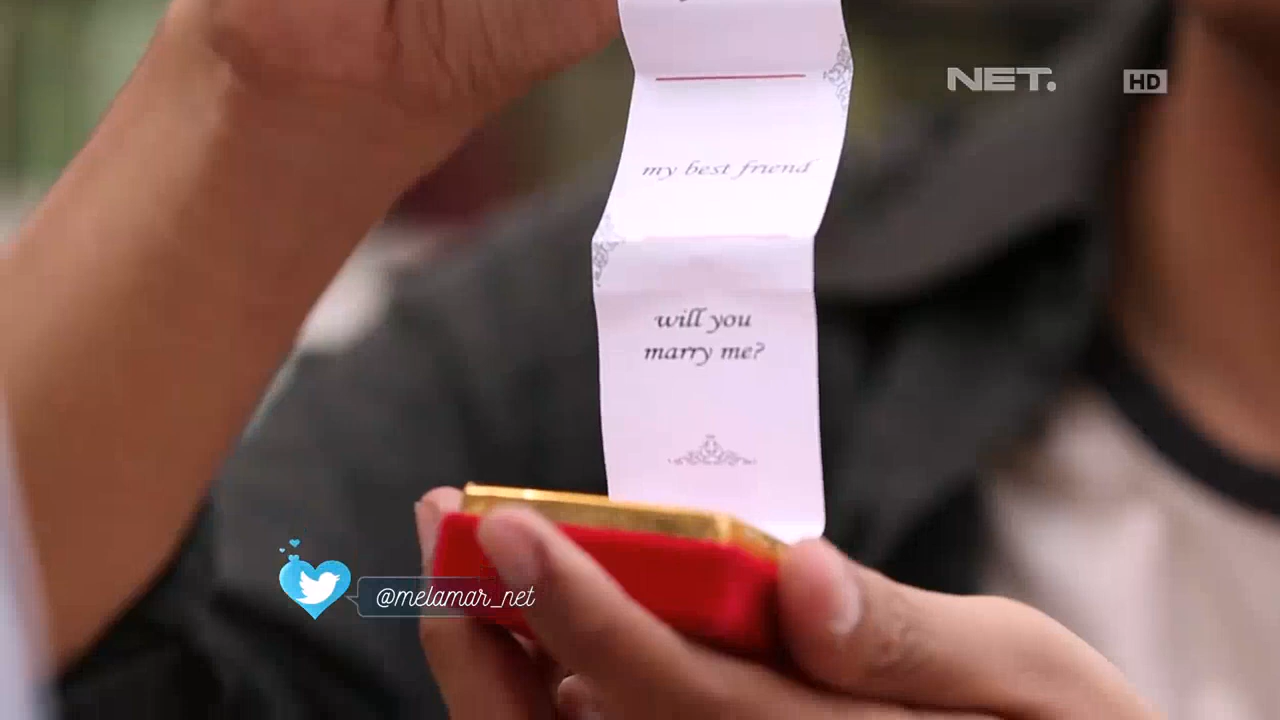 NET. HD
my best friend
will you
marry me?
@melamar_net